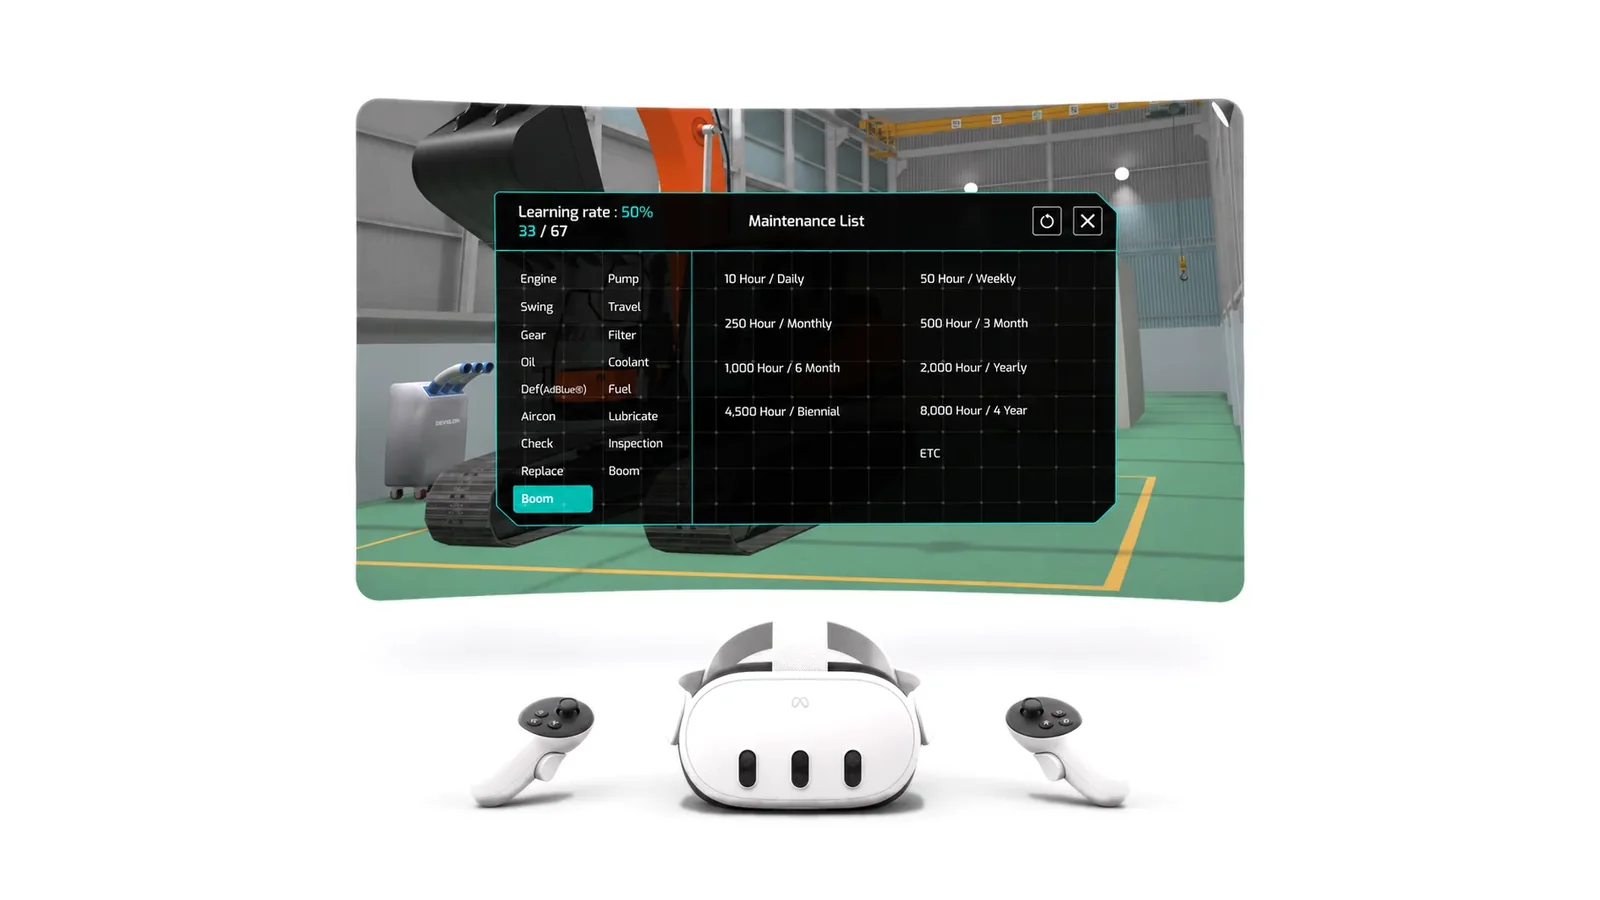 Learning rate : 50%
33 / 67
Maintenance List
Engine
Pump
Swing
Travel
Gear
Filter
Oil
Coolant
Def(AdBlue®)
Fuel
Aircon
Lubricate
Check
Inspection
Replace
Boom
Boom
10 Hour / Daily
50 Hour / Weekly
250 Hour / Monthly
500 Hour / 3 Month
1,000 Hour / 6 Month
2,000 Hour / Yearly
4,500 Hour / Biennial
8,000 Hour / 4 Year
ETC
DEVELON